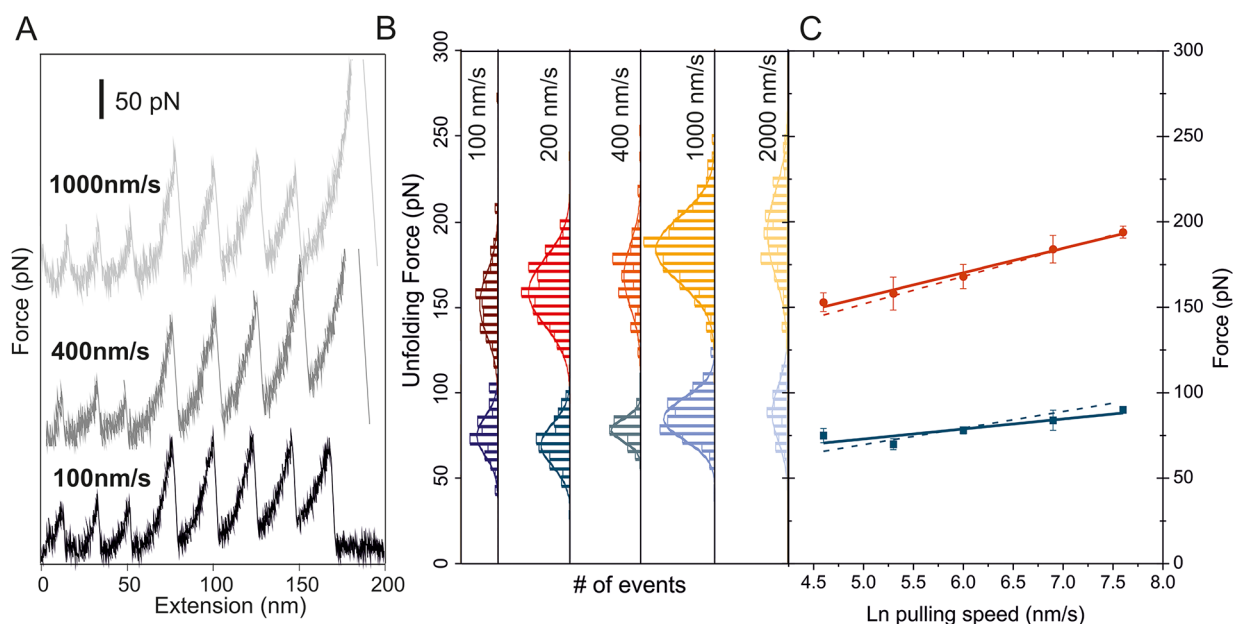 A
B
C
50 pN
1000nm/s
400nm/s
100nm/s
Force (pN)
0
50
100
150
200
Extension (nm)
Unfolding Force (pN)
300
250
200
150
100
50
0
100 nm/s
200 nm/s
400 nm/s
1000 nm/s
2000 nm/s
# of events
4.5
5.0
5.5
6.0
6.5
7.0
7.5
8.0
Ln pulling speed (nm/s)
300
250
200
150
100
50
0
Force (pN)